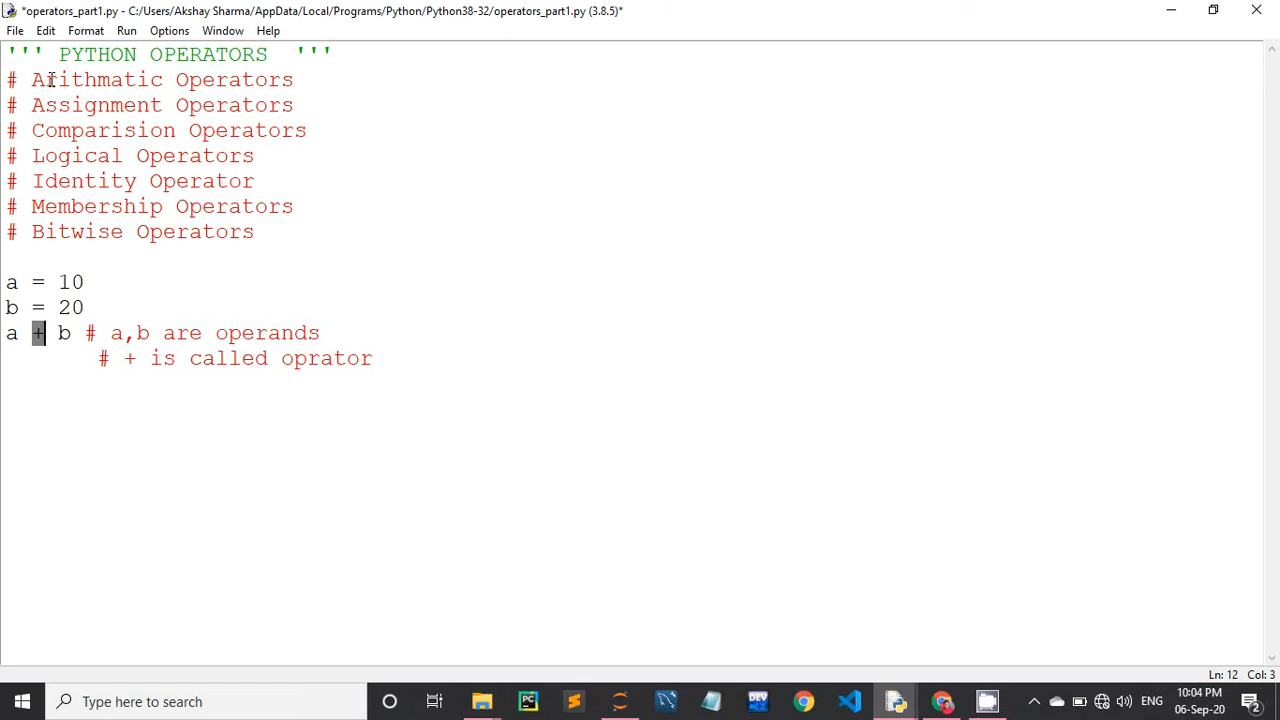 *operators_part1.py - C:/Users/Akshay Sharma/AppData/Local/Programs/Python/Python38-32/operators_part1.py (3.8.5)*
File Edit Format Run Options Window Help
''' PYTHON OPERATORS '''
# Arithmatic Operators
# Assignment Operators
# Comparision Operators
# Logical Operators
# Identity Operator
# Membership Operators
# Bitwise Operators
a = 10
b = 20
a + b # a,b are operands
# + is called oprator
Ln: 12 Col: 3
Type here to search
PC
DEV
ENG
10:04 PM
06-Sep-20
2